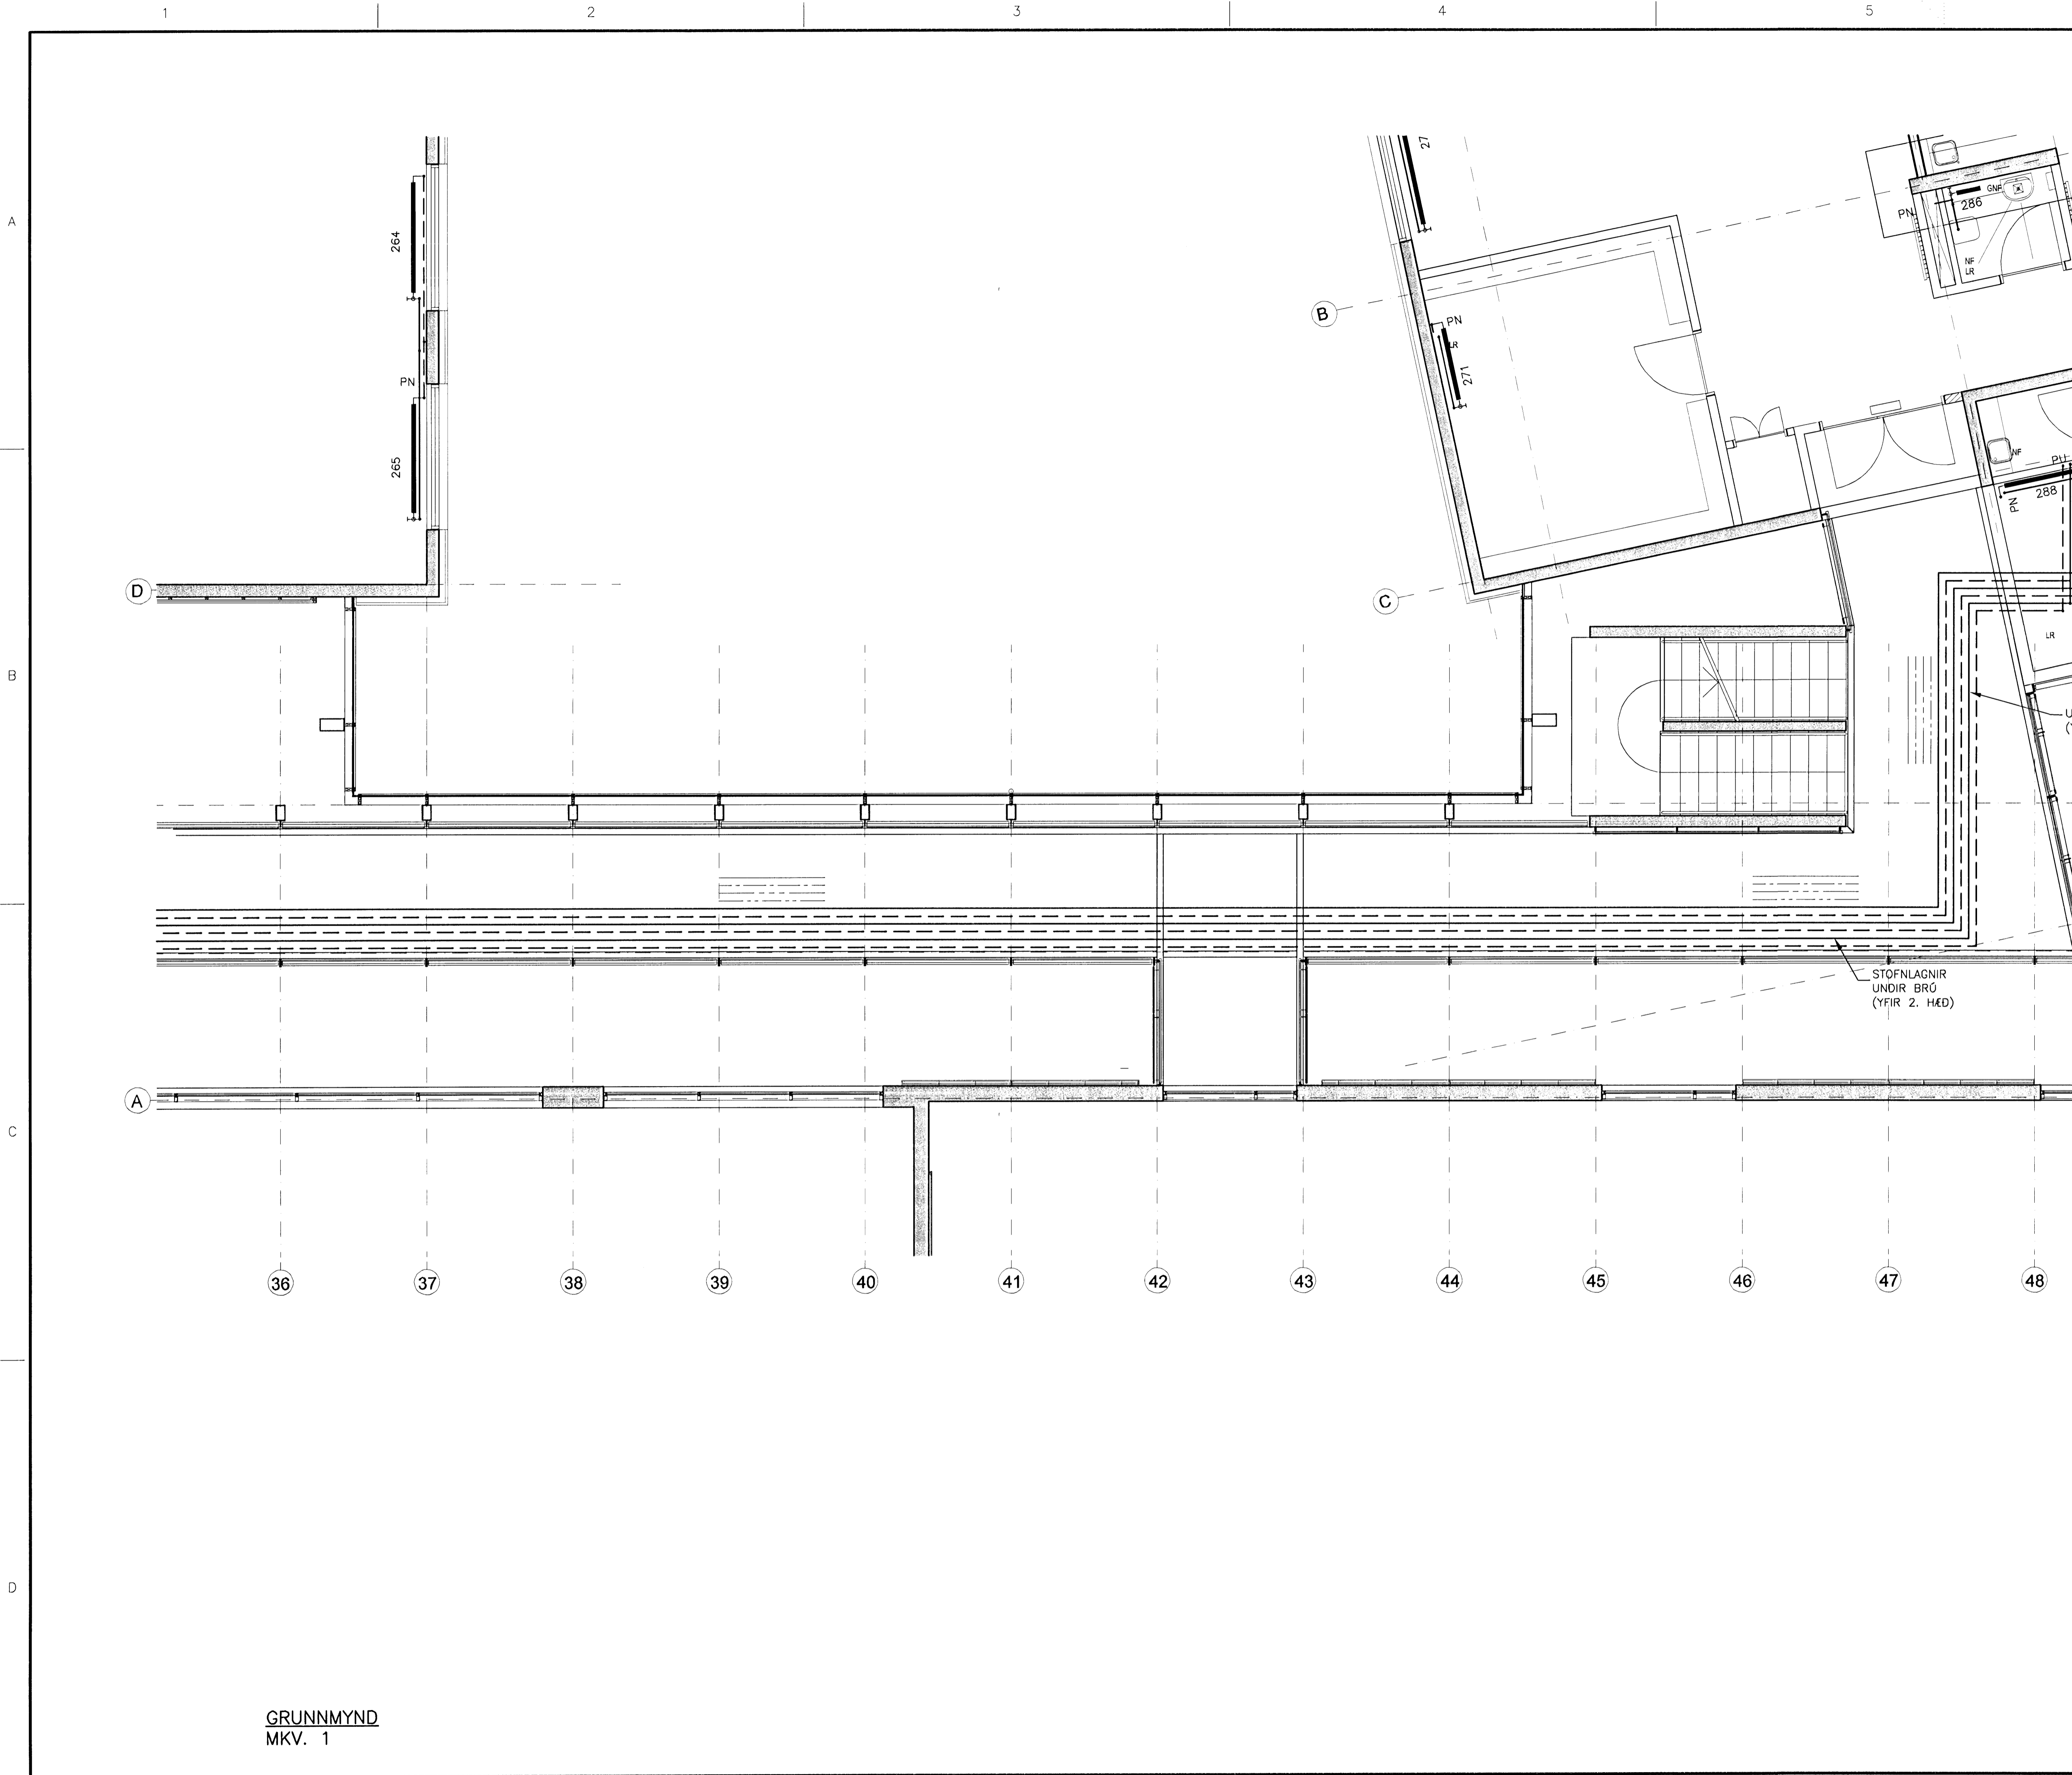 1 2 3 4 5
A
B
C
D
264
PN
265
27
B
PN
LR
271
PN
286
GNF
NF
LR
NF
PN
288
D
C
LR
STOFNLAGNIR
UNDIR BRÚ
(YFIR 2. HÆÐ)
A
36 37 38 39 40 41 42 43 44 45 46 47 48
GRUNNMYND
MKV. 1